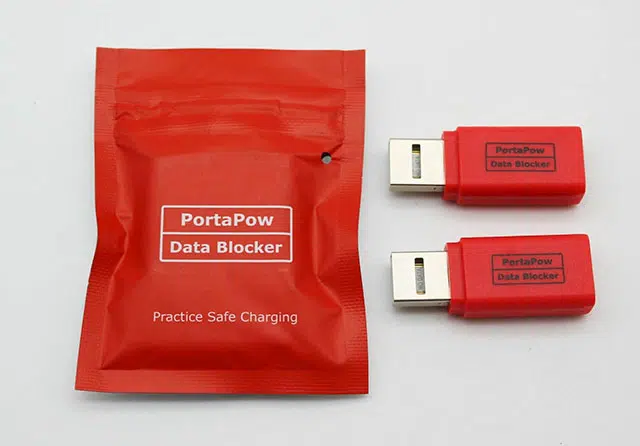 PortaPow
Data Blocker
Practice Safe Charging
PortaPow
Data Blocker
PortaPow
Data Blocker